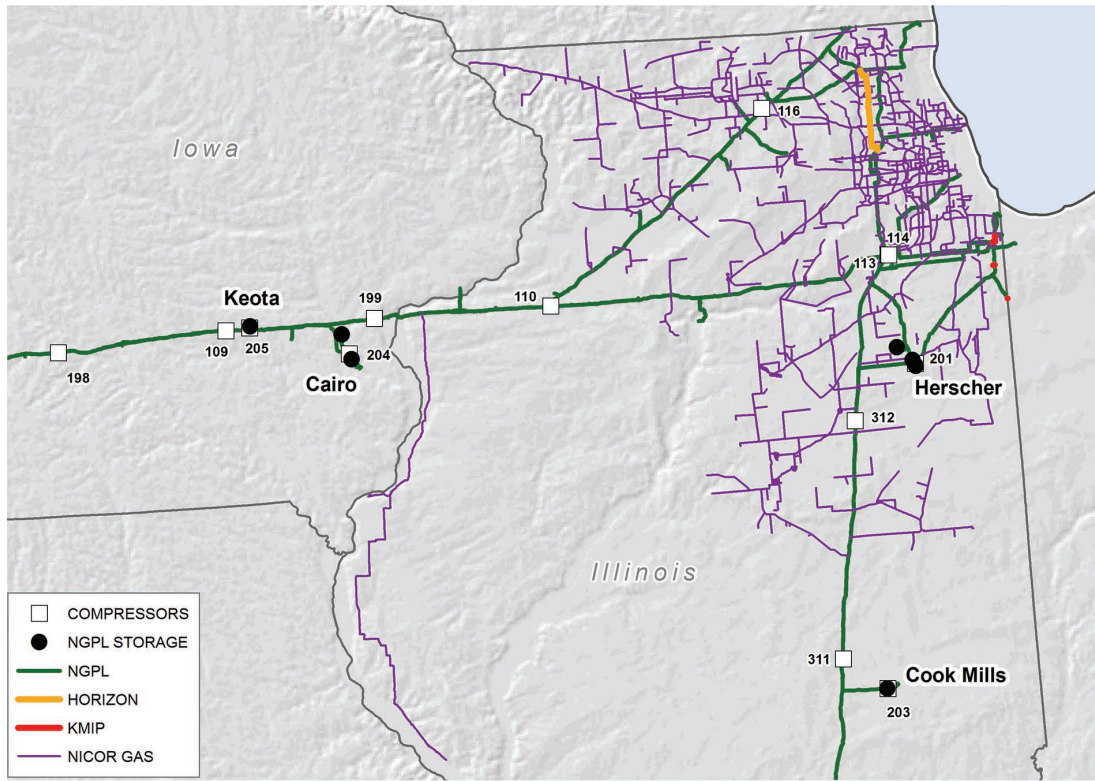 Iowa
116
114
113
Keota
199
110
109
205
204
198
Cairo
201
Herscher
312
Illinois
COMPRESSORS
NGPL STORAGE
NGPL
HORIZON
KMIP
NICOR GAS
311
Cook Mills
203